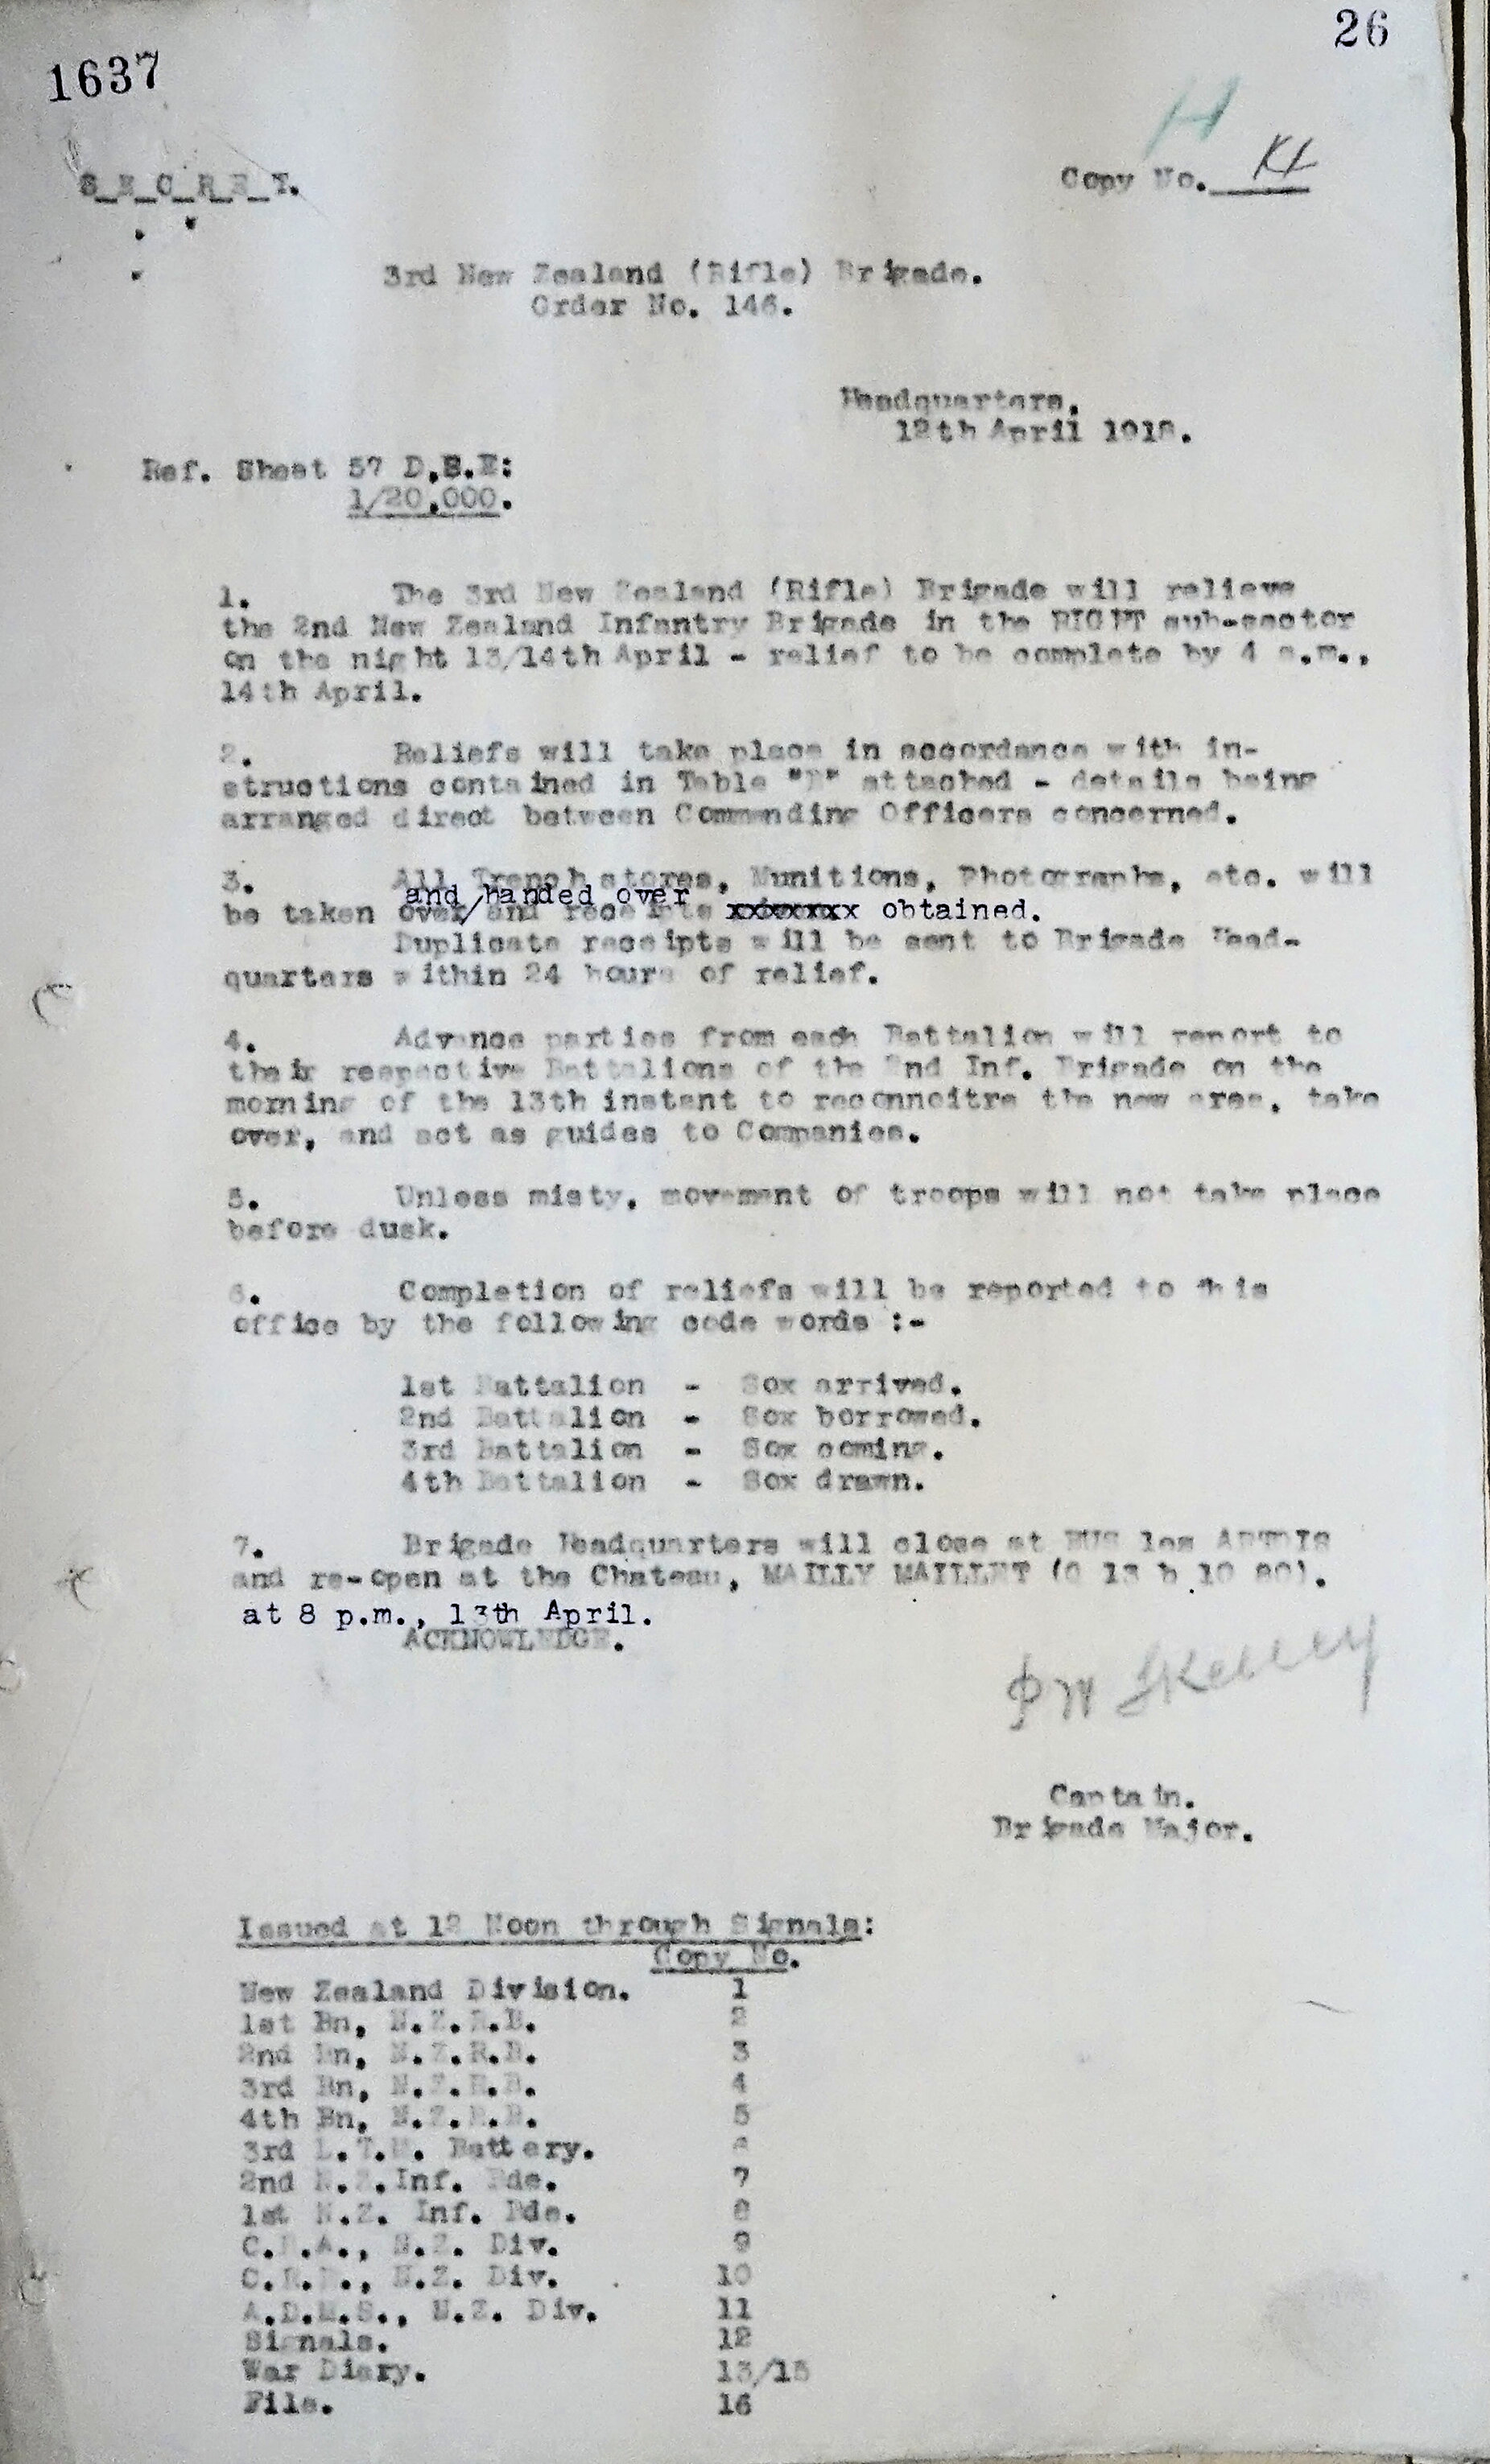 26
1637
H
S_E_C_R_E_T.
Copy No.
3rd New Zealand (Rifle) Brigade.
Order No. 146.
Headquarters,
12th April 1918.
Ref. Sheet 57 D,S.E:
1/20,000.
1. The 3rd New Zealand (Rifle) Brigade will relieve
the 2nd New Zealand Infantry Brigade in the RIGHT sub-sector
on the night 13/14th April - relief to be complete by 4 a.m.,
14th April.
2. Reliefs will take place in accordance with in-
structions contained in Table attached - details being
arranged direct between Commanding Officers concerned.
3. All Trench stores, Munitions, Photographs, etc. will
and handed over
be taken over/and receipts xxxxxxx obtained.
Duplicate receipts will be sent to Brigade Head-
quarters within 24 hours of relief.
4. Advance parties from each Battalion will report to
their respective Battalions of the 2nd Inf. Brigade on the
morning of the 13th instant to reconnoitre the new area, take
over, and act as guides to Companies.
5. Unless misty, movement of troops will not take place
before dusk.
6. Completion of reliefs will be reported to this
office by the following code words :-
1st Battalion - Sox arrived.
2nd Battalion - Sox borrowed.
3rd Battalion - Sox coming.
4th Battalion - Sox drawn.
7. Brigade Headquarters will close at BUS les ARTOIS
and re-open at the Chateau, MAILLY MAILLET
at 8 p.m., 13th April.
ACKNOWLEDGE.
Captain.
Brigade Major.
Issued at 12 Noon through Signals:
Copy No.
New Zealand Division. 1
1st Bn, N.Z.R.B. 2
2nd Bn, N.Z.R.B. 3
3rd Bn, N.Z.R.B. 4
4th Bn, N.Z.R.B. 5
3rd L.T.M. Battery. 6
2nd N.Z.Inf. Bde. 7
1st N.Z. Inf. Bde. 8
C.R.A., N.Z. Div. 9
C.R.E., N.Z. Div. 10
A.D.M.S., N.Z. Div. 11
Signals. 12
War Diary. 13/15
File. 16